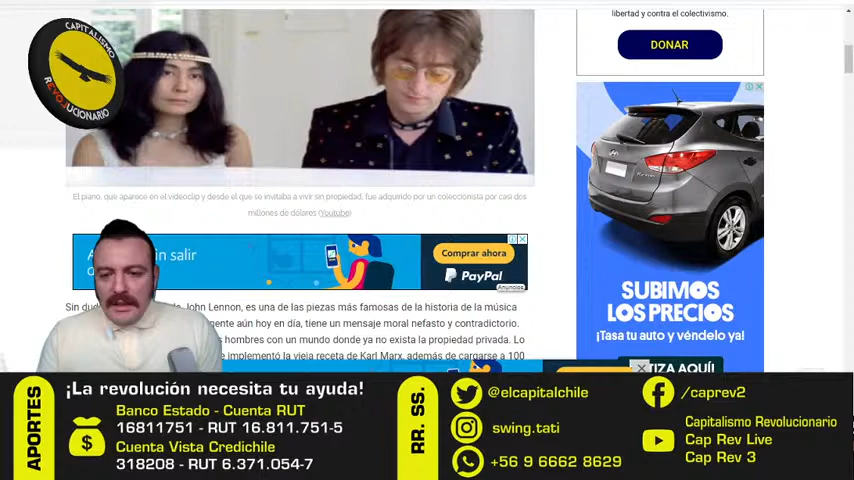 CAPITALISMO
REVOLUCIONARIO
libertad y contra el colectivismo.
DONAR
El piano, que aparece en el videoclip y desde el que se invitaba a vivir sin propiedad, fue adquirido por un coleccionista por casi dos
millones de dólares (Youtube)
in salir
Comprar ahora
PayPal
Anuncios
Sin
John Lennon, es una de las piezas más famosas de la historia de la música
gente aún hoy en día, tiene un mensaje moral nefasto y contradictorio.
hombres con un mundo donde ya no exista la propiedad privada. Lo
implementó la vieja receta de Karl Marx, además de cargarse a 100
SUBIMOS
LOS PRECIOS
¡Tasa tu auto y véndelo ya!
TIZA AQUÍ!
APORTES
¡La revolución necesita tu ayuda!
Banco Estado - Cuenta RUT
16811751 - RUT 16.811.751-5
Cuenta Vista Credichile
318208 - RUT 6.371.054-7
RR. SS.
@elcapitalchile
swing.tati
+56 9 6662 8629
/caprev2
Capitalismo Revolucionario
Cap Rev Live
Cap Rev 3